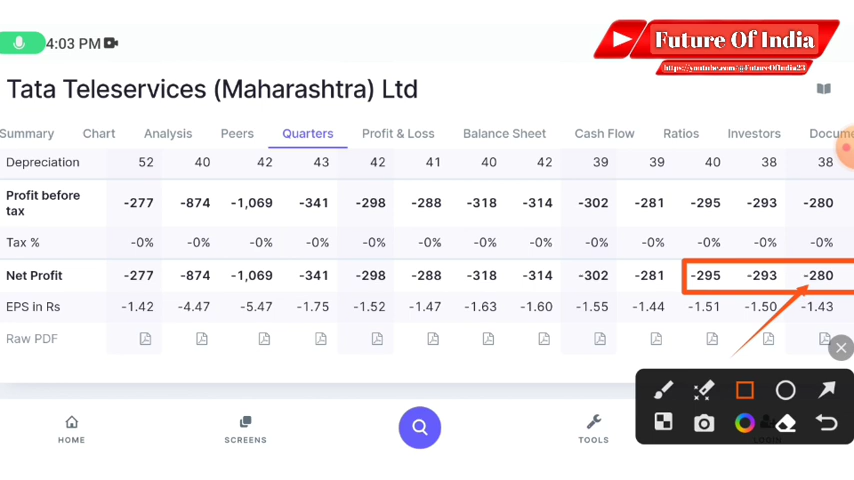 4:03 PM
Future Of India
https://youtube.com/@FutureOfIndia23
Tata Teleservices (Maharashtra) Ltd
Summary Chart Analysis Peers Quarters Profit & Loss Balance Sheet Cash Flow Ratios Investors Docume
Depreciation 52 40 42 43 42 41 40 42 39 39 40 38 38
Profit before
tax -277 -874 -1,069 -341 -298 -288 -318 -314 -302 -281 -295 -293 -280
Tax % -0% -0% -0% -0% -0% -0% -0% -0% -0% -0% -0% -0% -0%
Net Profit -277 -874 -1,069 -341 -298 -288 -318 -314 -302 -281 -295 -293 -280
EPS in Rs -1.42 -4.47 -5.47 -1.75 -1.52 -1.47 -1.63 -1.60 -1.55 -1.44 -1.51 -1.50 -1.43
Raw PDF
HOME SCREENS TOOLS LOGIN